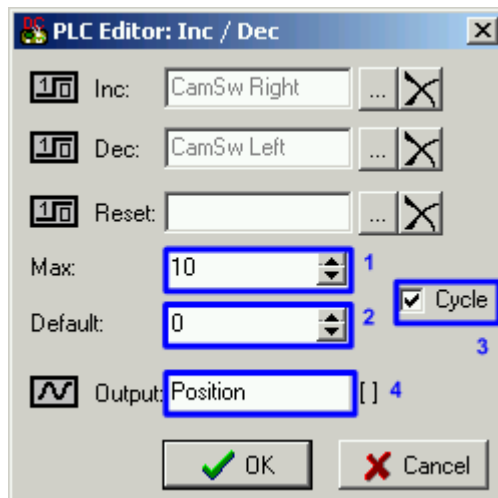 PLC Editor: Inc / Dec
Inc: CamSw Right ...
Dec: CamSw Left ...
Reset: ...
Max: 10 1
Cycle
Default: 0 2
3
Output: Position [ ] 4
OK Cancel